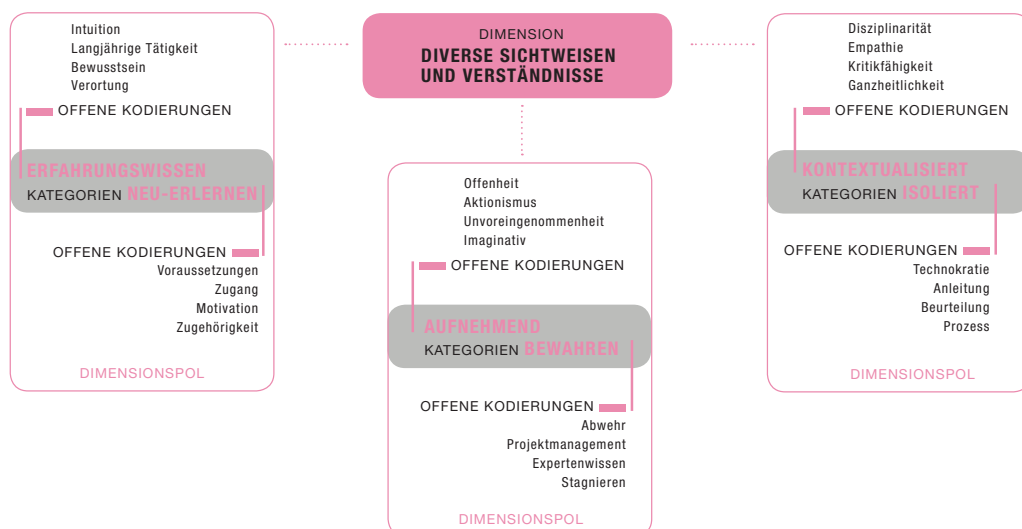 DIMENSION
DIVERSE SICHTWEISEN
UND VERSTÄNDNISSE
Intuition
Langjährige Tätigkeit
Bewusstsein
Verortung
OFFENE KODIERUNGEN
ERFAHRUNGSWISSEN
KATEGORIEN NEU-ERLERNEN
OFFENE KODIERUNGEN
Voraussetzungen
Zugang
Motivation
Zugehörigkeit
DIMENSIONSPOL
Offenheit
Aktionismus
Unvoreingenommenheit
Imaginativ
OFFENE KODIERUNGEN
AUFNEHMEND
KATEGORIEN BEWAHREN
OFFENE KODIERUNGEN
Abwehr
Projektmanagement
Expertenwissen
Stagnieren
DIMENSIONSPOL
Disziplinarität
Empathie
Kritikfähigkeit
Ganzheitlichkeit
OFFENE KODIERUNGEN
KONTEXTUALISIERT
KATEGORIEN ISOLIERT
OFFENE KODIERUNGEN
Technokratie
Anleitung
Beurteilung
Prozess
DIMENSIONSPOL